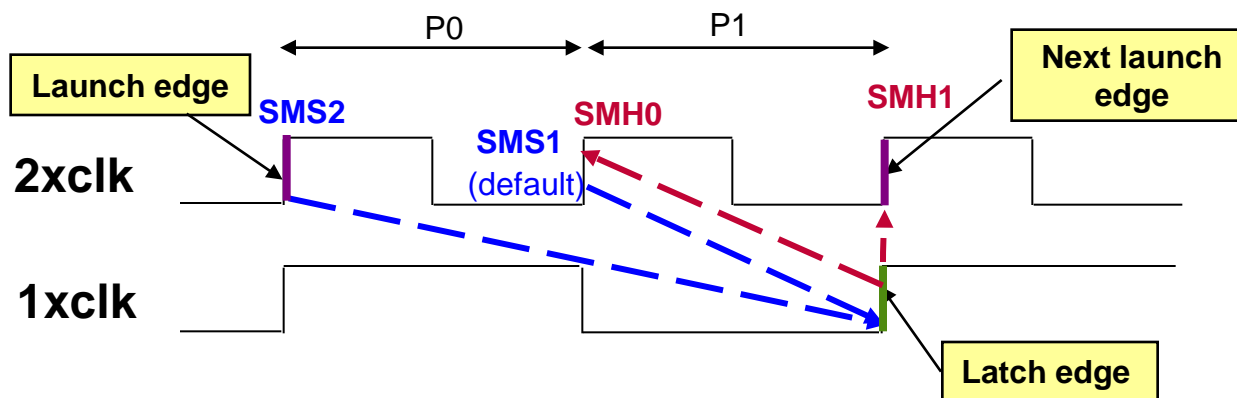 P0
P1
Launch edge
Next launch
edge
SMS2
SMH0
SMH1
SMS1
(default)
2xclk
1xclk
Latch edge